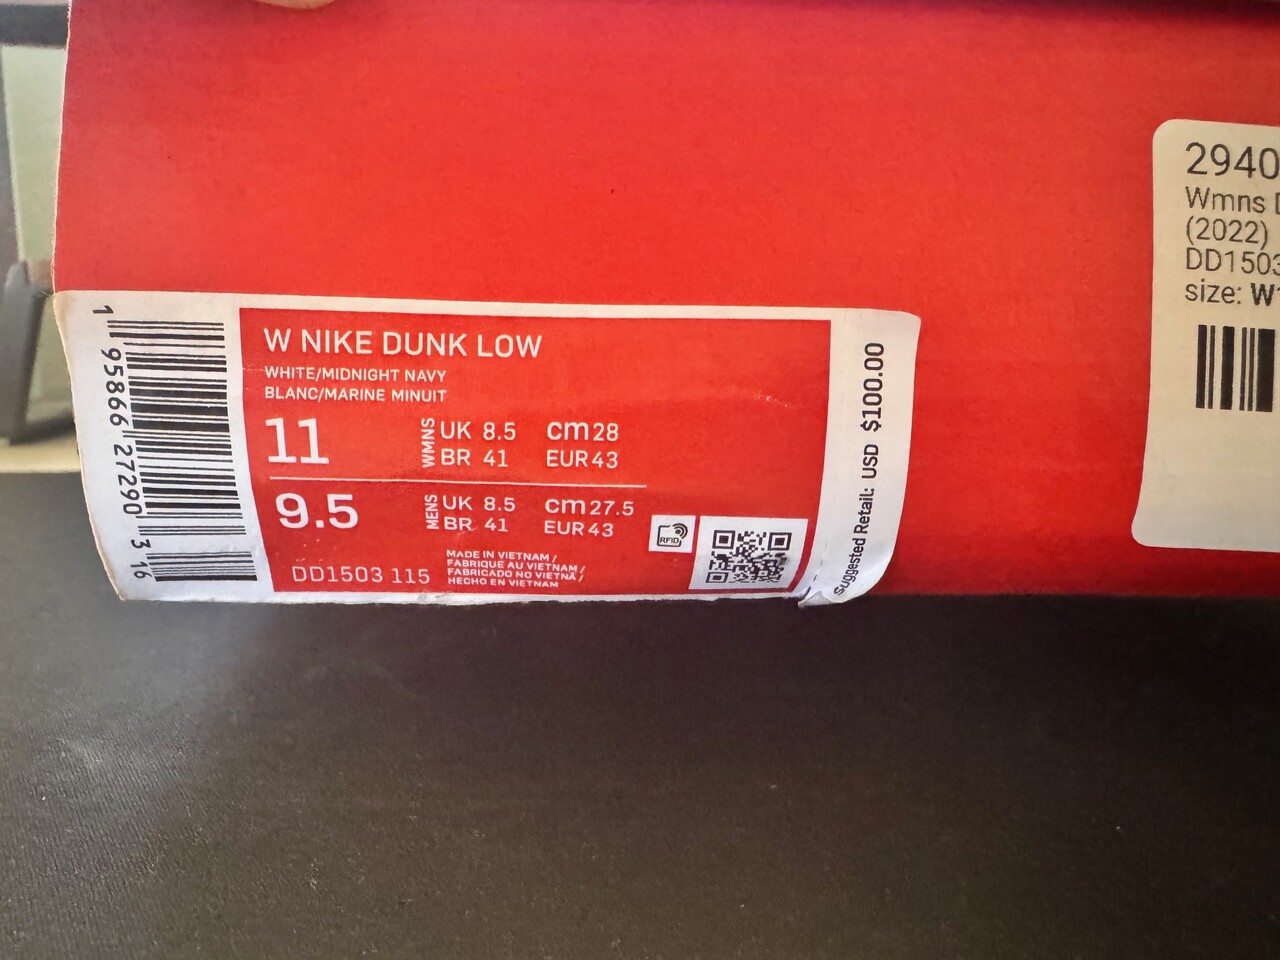 W NIKE DUNK LOW
WHITE/MIDNIGHT NAVY
BLANC/MARINE MINUIT
11
WMNS
UK 8.5 cm 28
BR 41 EUR 43
9.5
MENS
UK 8.5 cm 27.5
BR 41 EUR 43
DD1503 115
MADE IN VIETNAM /
FABRIQUE AU VIETNAM /
FABRICADO NO VIETNÃ /
HECHO EN VIETNAM
RFID
1 95866 27290 3 16
Suggested Retail: USD $100.00
2940
Wmns
(2022)
DD1503
size: W1